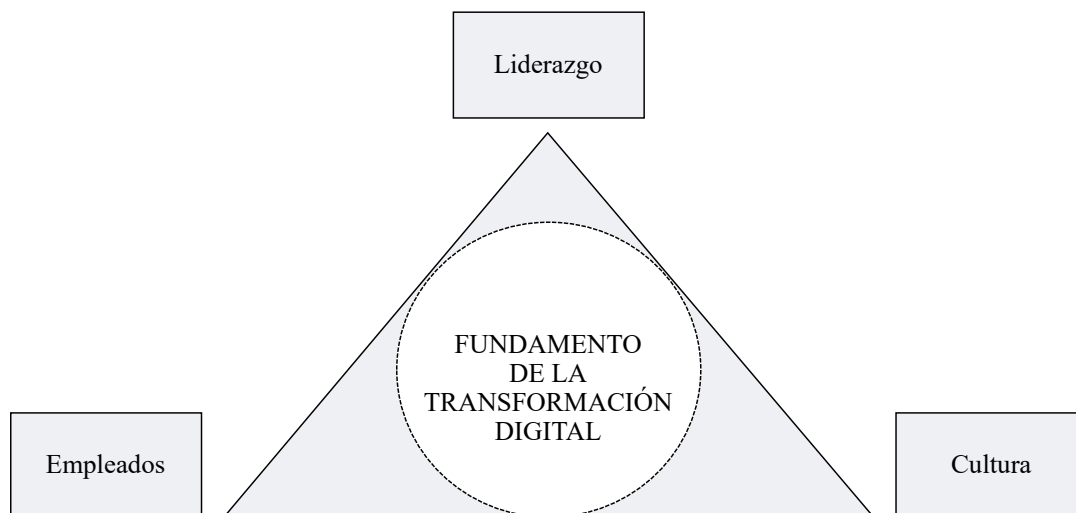 Liderazgo
FUNDAMENTO
DE LA
TRANSFORMACIÓN
DIGITAL
Empleados
Cultura